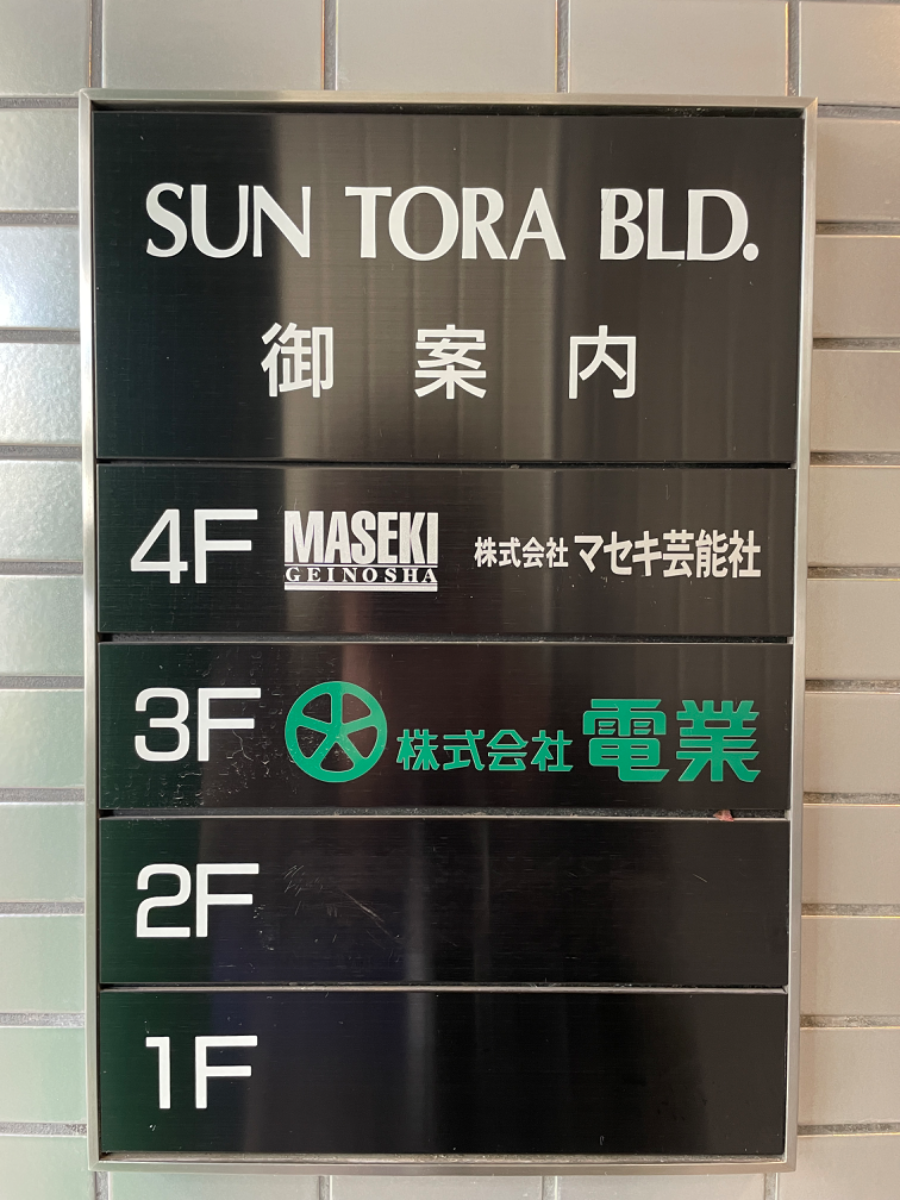 SUN TORA BLD.
御案内
4F MASEKI GEINOSHA 株式会社 マセキ芸能社
3F 株式会社 電業
2F
1F